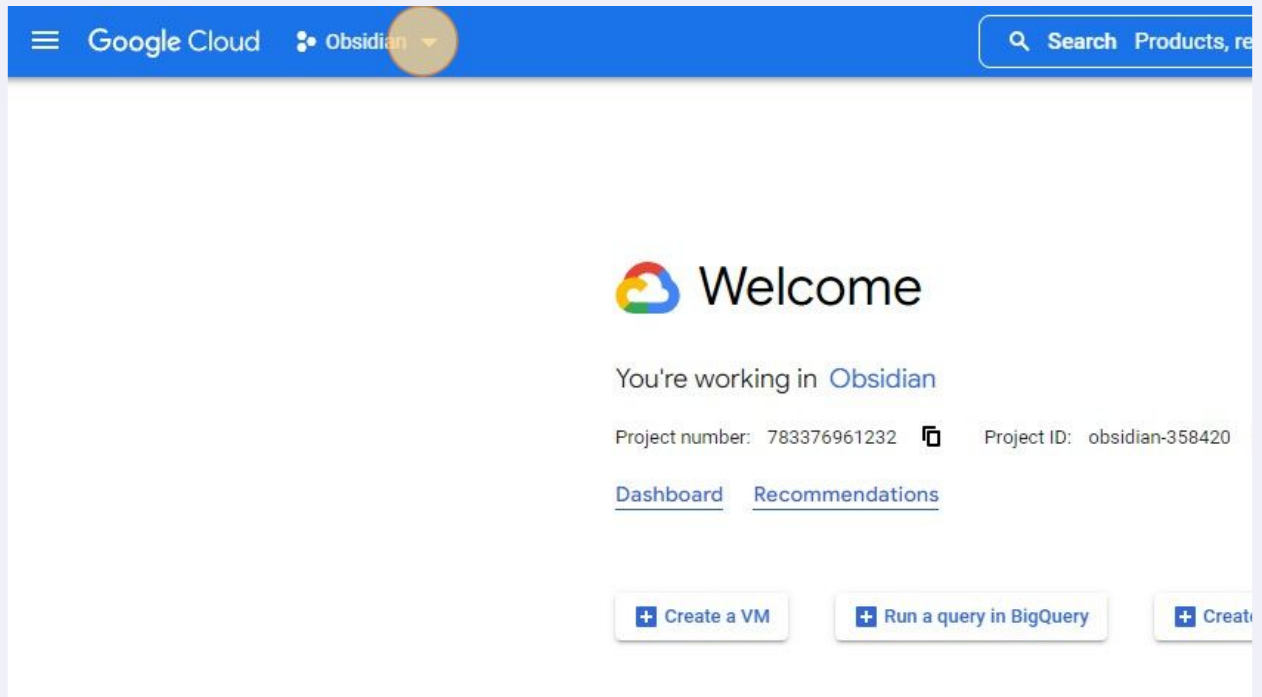 Google Cloud Obsidian Search Products, re
Welcome
You're working in Obsidian
Project number: 783376961232 Project ID: obsidian-358420
Dashboard Recommendations
Create a VM Run a query in BigQuery Create